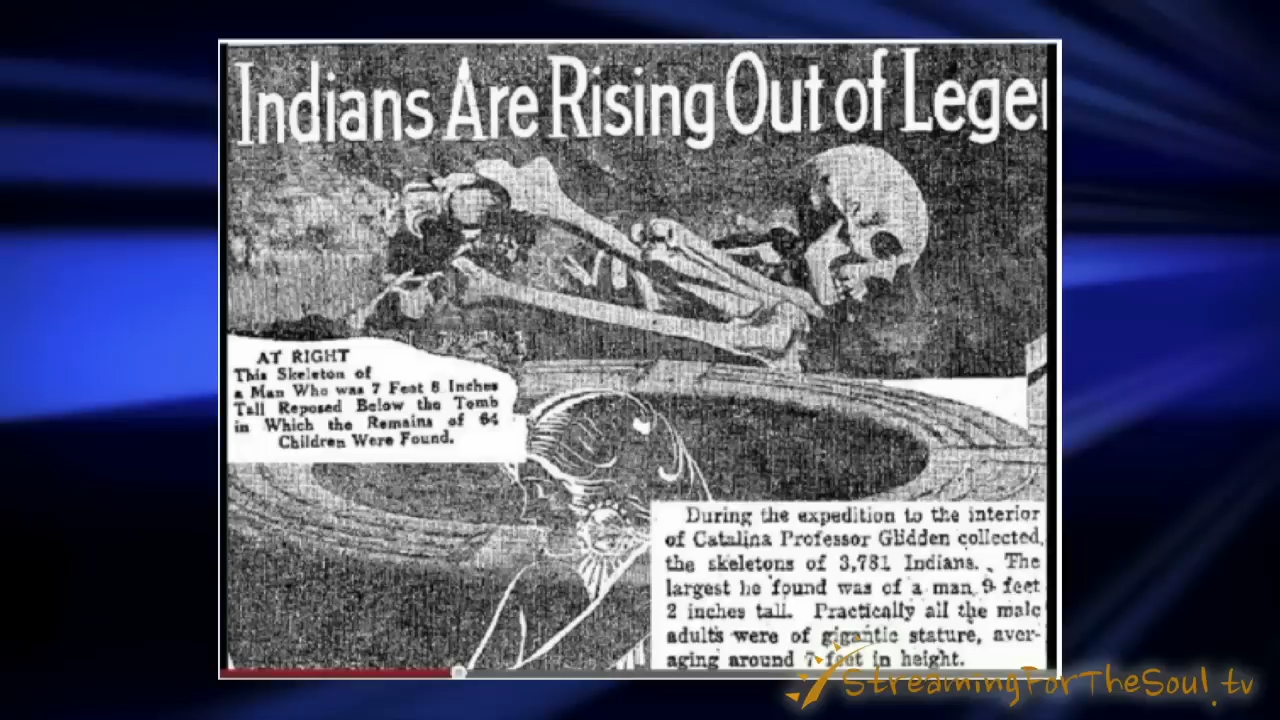 Indians Are Rising Out of Lege
AT RIGHT
This Skeleton of
a Man Who was 7 Feet 8 Inches
Tall Reposed Below the Tomb
in Which the Remains of 64
Children Were Found.
During the expedition to the interior
of Catalina Professor Glidden collected,
the skeletons of 3,781 Indians. The
largest he found was of a man 9 feet
2 inches tall. Practically all the male
adults were of gigantic stature, aver-
aging around 7 feet in height.
StreamingForTheSoul.tv